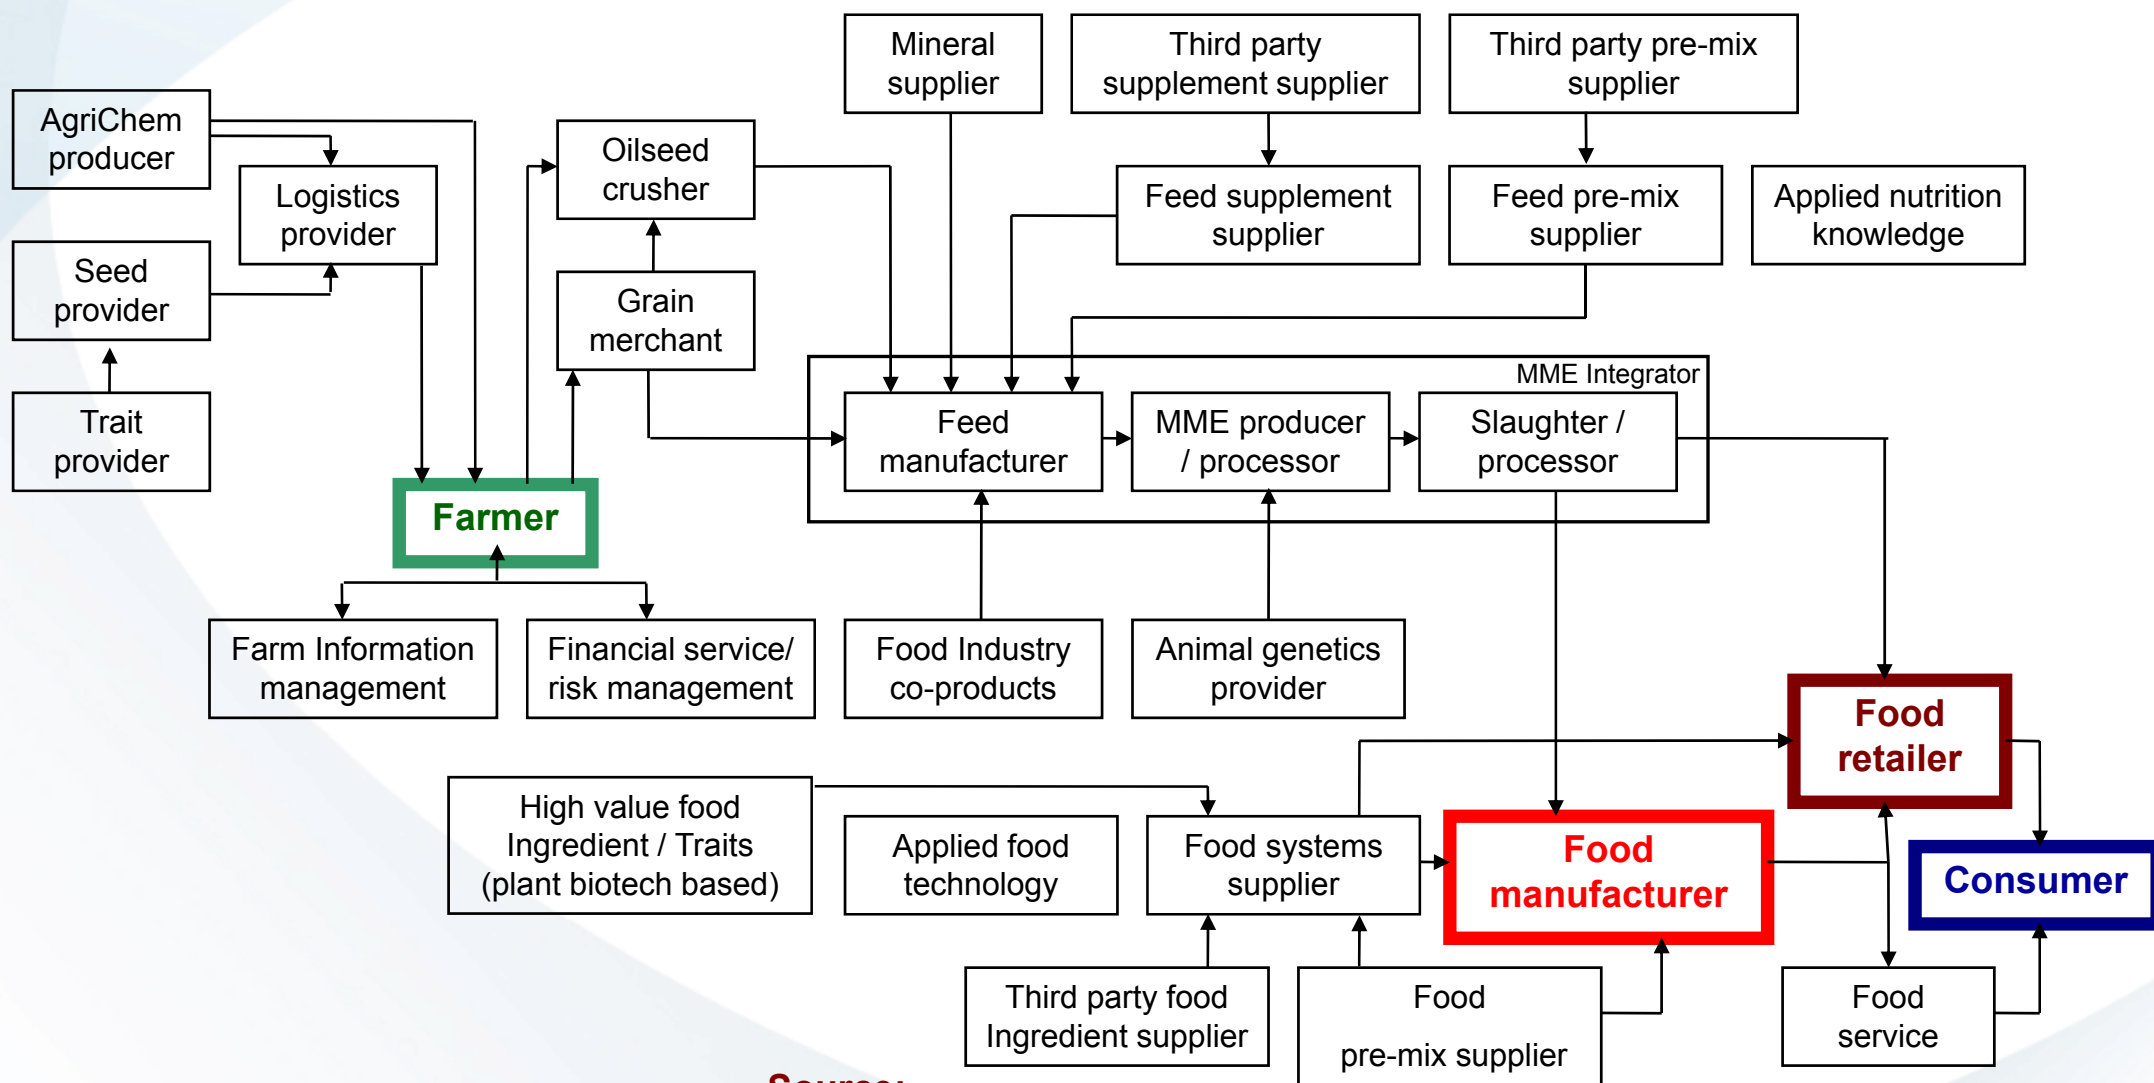 Mineral
supplier
Third party
supplement supplier
Third party pre-mix
supplier
AgriChem
producer
Oilseed
crusher
Logistics
provider
Feed supplement
supplier
Feed pre-mix
supplier
Applied nutrition
knowledge
Seed
provider
Grain
merchant
MME Integrator
Trait
provider
Feed
manufacturer
MME producer
/ processor
Slaughter /
processor
Farmer
Farm Information
management
Financial service/
risk management
Food Industry
co-products
Animal genetics
provider
Food
retailer
High value food
Ingredient / Traits
(plant biotech based)
Applied food
technology
Food systems
supplier
Food
manufacturer
Consumer
Third party food
Ingredient supplier
Food
pre-mix supplier
Food
service
Source: